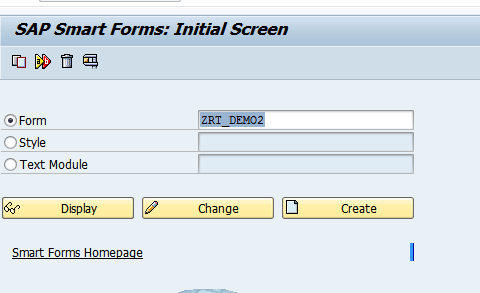 SAP Smart Forms: Initial Screen
Form ZRT_DEMO2
Style
Text Module
Display Change Create
Smart Forms Homepage